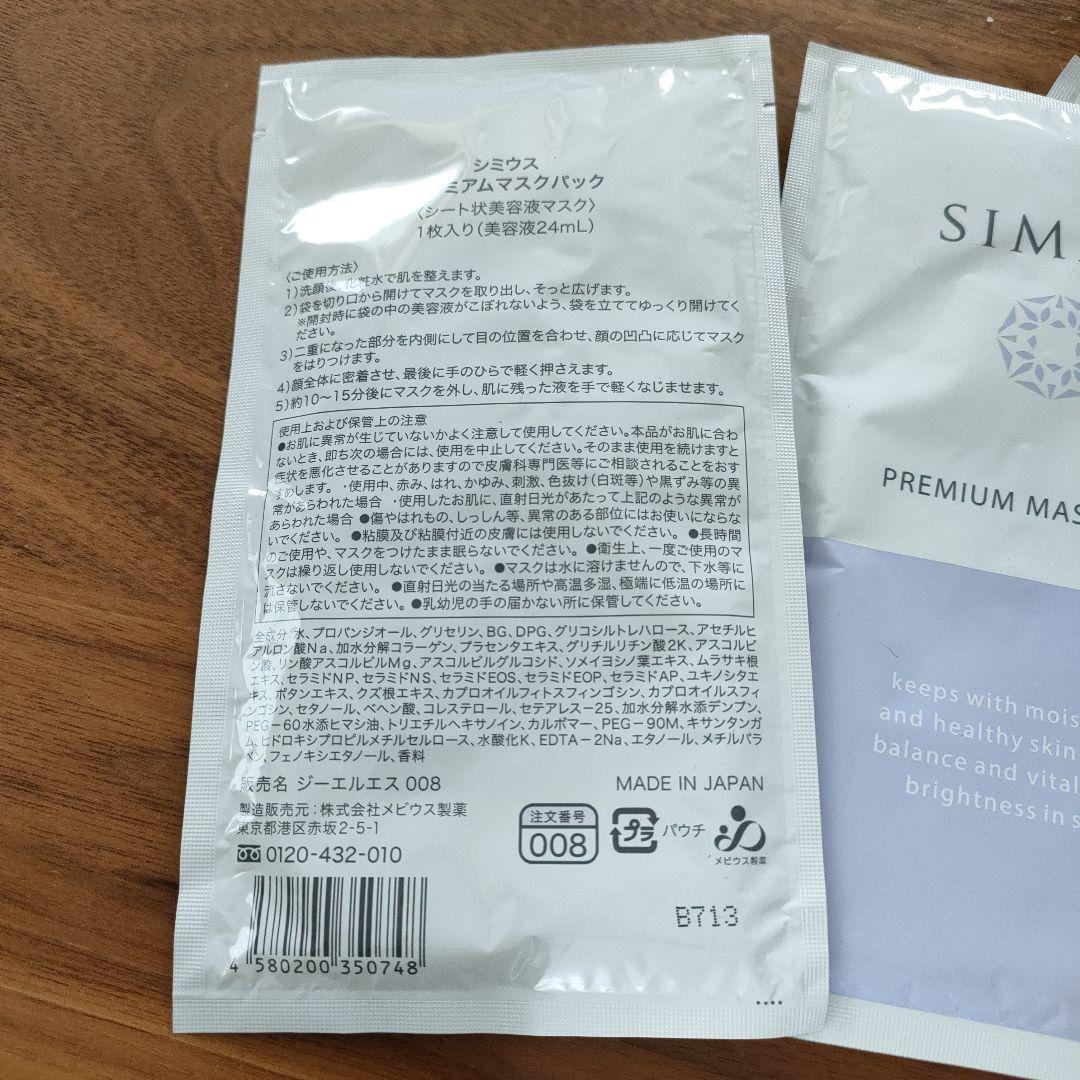 シミウス
ミアムマスクパック
〈シート状美容液マスク〉
1枚入り(美容液24mL)
〈ご使用方法〉
1)洗顔後、化粧水で肌を整えます。
2)袋を切り口から開けてマスクを取り出し、そっと広げます。
※開封時に袋の中の美容液がこぼれないよう、袋を立ててゆっくり開けてく
ださい。
3)二重になった部分を内側にして目の位置を合わせ、顔の凹凸に応じてマスク
をはりつけます。
4)顔全体に密着させ、最後に手のひらで軽く押さえます。
5)約10〜15分後にマスクを外し、肌に残った液を手で軽くなじませます。
使用上および保管上の注意
●お肌に異常が生じていないかよく注意して使用してください。本品がお肌に合わ
ないとき、即ち次の場合には、使用を中止してください。そのまま使用を続けますと
症状を悪化させることがありますので皮膚科専門医等にご相談されることをおす
すめします。 ・使用中、赤み、はれ、かゆみ、刺激、色抜け(白斑等)や黒ずみ等の異
常があらわれた場合 ・使用したお肌に、直射日光があたって上記のような異常が
あらわれた場合 ●傷やはれもの、しっしん等、異常のある部位にはお使いにならな
いでください。 ●粘膜及び粘膜付近の皮膚には使用しないでください。 ●長時間
のご使用や、マスクをつけたまま眠らないでください。 ●衛生上、一度ご使用のマ
スクは繰り返し使用しないでください。 ●マスクは水に溶けませんので、下水等に
流さないでください。 ●直射日光の当たる場所や高温多湿、極端に低温の場所に
は保管しないでください。 ●乳幼児の手の届かない所に保管してください。
全成分:水、プロパンジオール、グリセリン、BG、DPG、グリコシルトレハロース、アセチルヒ
アルロン酸Na、加水分解コラーゲン、プラセンタエキス、グリチルリチン酸2K、アスコルビ
ン酸、リン酸アスコルビルMg、アスコルビルグルコシド、ソメイヨシノ葉エキス、ムラサキ根
エキス、セラミドNP、セラミドNS、セラミドEOS、セラミドEOP、セラミドAP、ユキノシタエ
キス、ボタンエキス、クズ根エキス、カプロオイルフィトスフィンゴシン、カプロオイルスフィ
ンゴシン、セタノール、ベヘン酸、コレステロール、セテアレス-25、加水分解水添デンプン、
PEG-60水添ヒマシ油、トリエチルヘキサノイン、カルボマー、PEG-90M、キサンタンガ
ム、ヒドロキシプロピルメチルセルロース、水酸化K、EDTA-2Na、エタノール、メチルパラ
ベン、フェノキシエタノール、香料
販売名 ジーエルエス 008
MADE IN JAPAN
製造販売元:株式会社メビウス製薬
東京都港区赤坂2-5-1
0120-432-010
注文番号
008
プラ
パウチ
メビウス製薬
B713
4 580200 350748
SIM
PREMIUM MAS
keeps with mois
and healthy skin
balance and vital
brightness in s